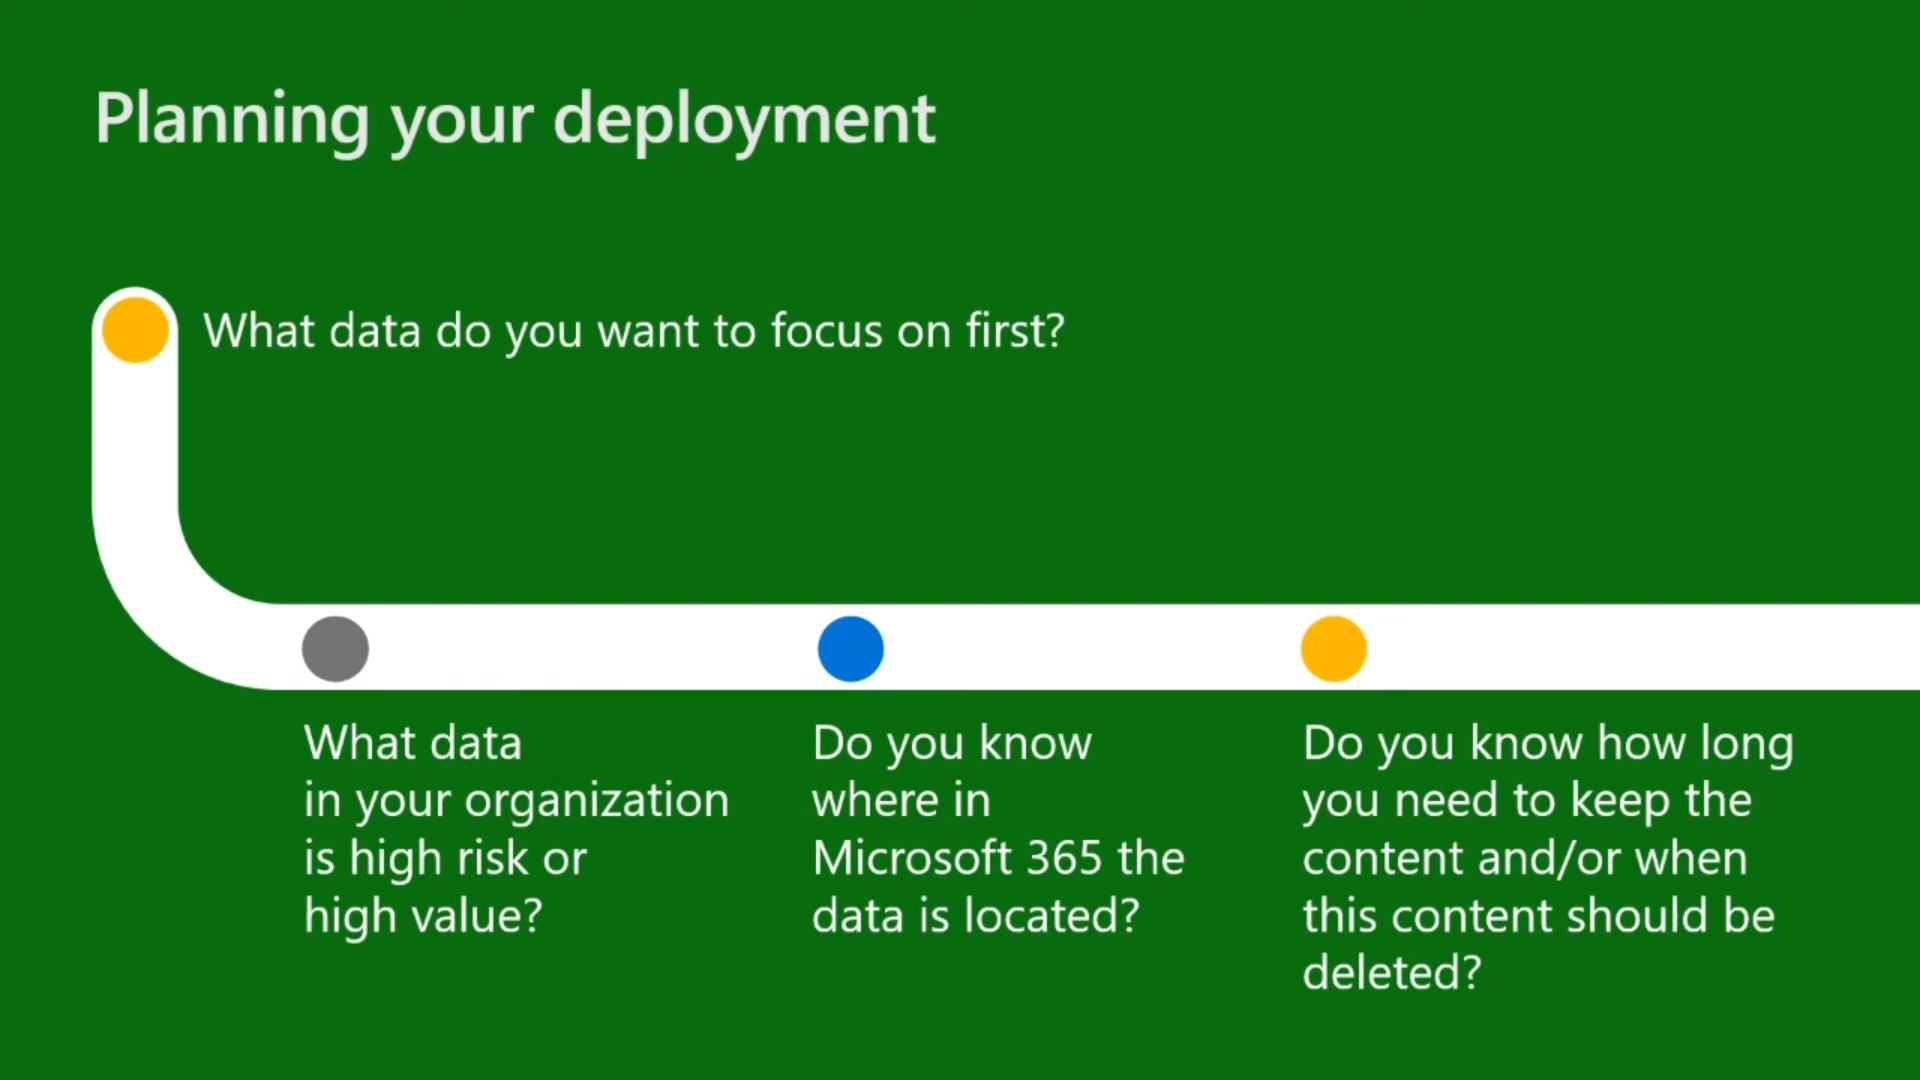 Planning your deployment
What data do you want to focus on first?
What data
in your organization
is high risk or
high value?
Do you know
where in
Microsoft 365 the
data is located?
Do you know how long
you need to keep the
content and/or when
this content should be
deleted?